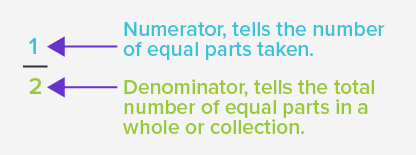 1
Numerator, tells the number
of equal parts taken.
2
Denominator, tells the total
number of equal parts in a
whole or collection.